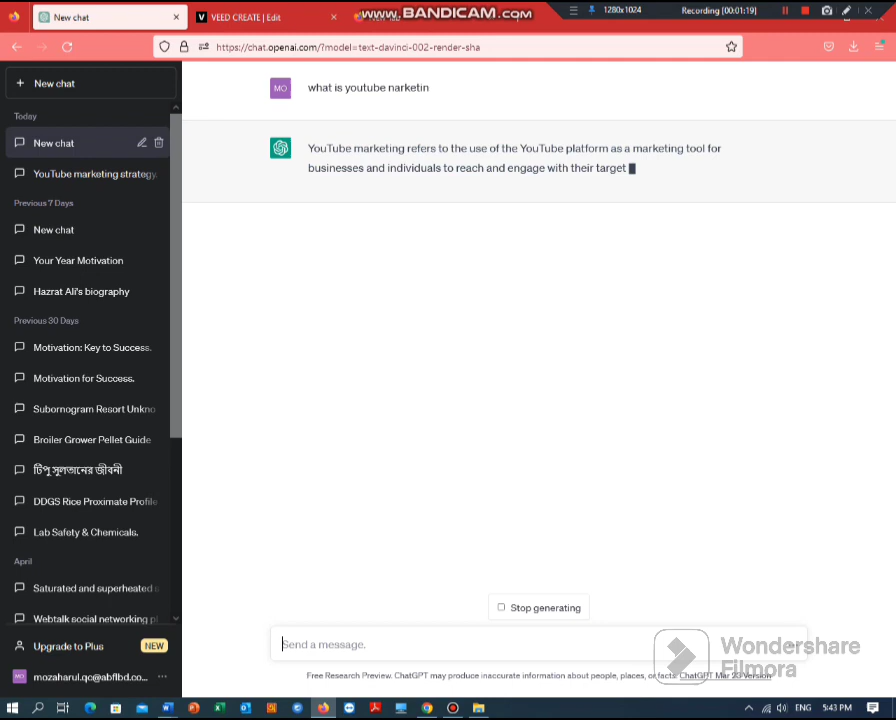 New chat
VEED CREATE | Edit
WWW.BANDICAM.COM
1280x1024
Recording [00:01:19]
https://chat.openai.com/?model=text-davinci-002-render-sha
+ New chat
Today
New chat
YouTube marketing strategy.
Previous 7 Days
New chat
Your Year Motivation
Hazrat Ali's biography
Previous 30 Days
Motivation: Key to Success.
Motivation for Success.
Subornogram Resort Unkno
Broiler Grower Pellet Guide
টিপু সুলতানের জীবনী
DDGS Rice Proximate Profile
Lab Safety & Chemicals.
April
Saturated and superheated
Webtalk social networking pl
Upgrade to Plus
NEW
MO
mozaharul.qc@abflbd.co...
MO
what is youtube narketin
YouTube marketing refers to the use of the YouTube platform as a marketing tool for
businesses and individuals to reach and engage with their target
Stop generating
Send a message.
Free Research Preview. ChatGPT may produce inaccurate information about people, places, or facts. ChatGPT Mar 23 Version
Wondershare
Filmora
ENG
5:43 PM